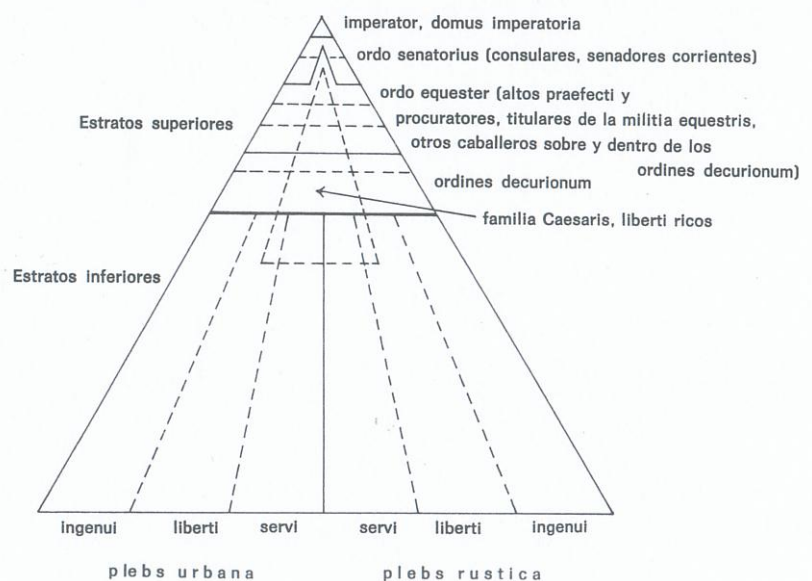 imperator, domus imperatoria
ordo senatorius (consulares, senadores corrientes)
ordo equester (altos praefecti y
procuratores, titulares de la militia equestris,
otros caballeros sobre y dentro de los
ordines decurionum)
Estratos superiores
ordines decurionum
familia Caesaris, liberti ricos
Estratos inferiores
ingenui liberti servi servi liberti ingenui
plebs urbana plebs rustica